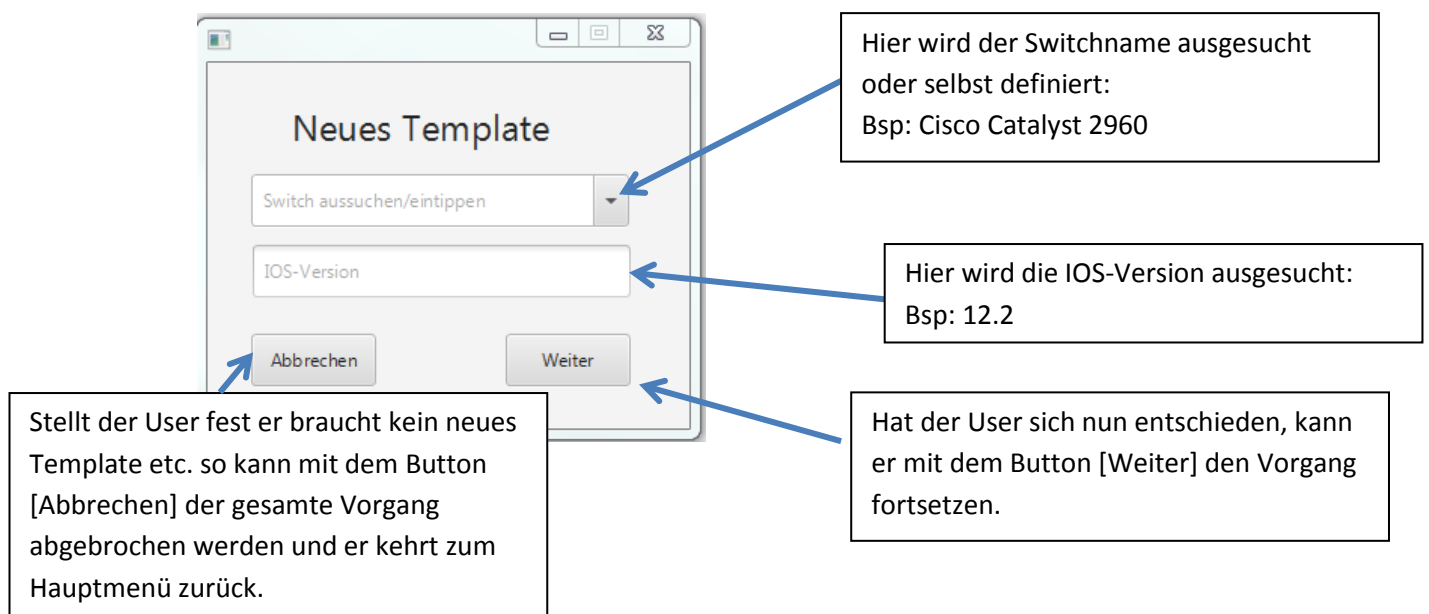 Neues Template
Switch aussuchen/eintippen
IOS-Version
Abbrechen
Weiter
Hier wird der Switchname ausgesucht
oder selbst definiert:
Bsp: Cisco Catalyst 2960
Hier wird die IOS-Version ausgesucht:
Bsp: 12.2
Stellt der User fest er braucht kein neues
Template etc. so kann mit dem Button
[Abbrechen] der gesamte Vorgang
abgebrochen werden und er kehrt zum
Hauptmenü zurück.
Hat der User sich nun entschieden, kann
er mit dem Button [Weiter] den Vorgang
fortsetzen.